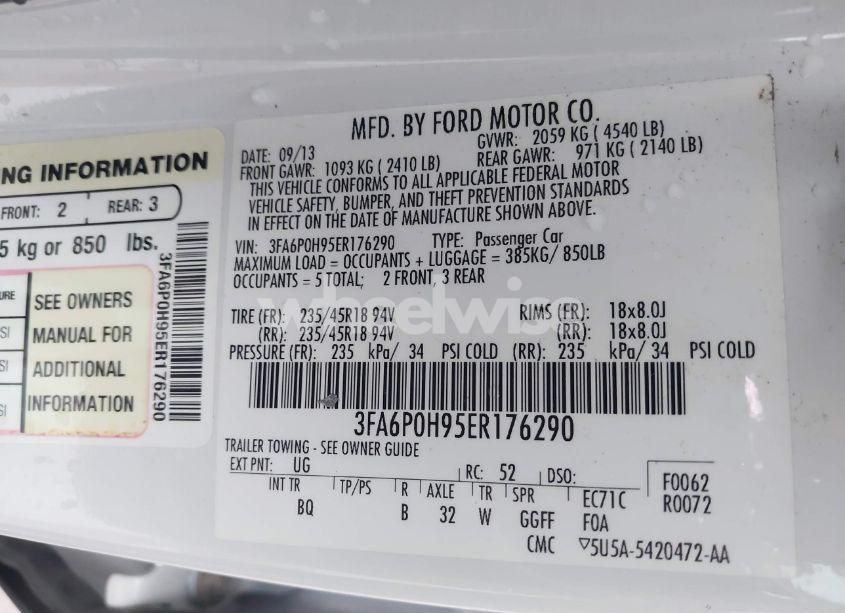 MFD. BY FORD MOTOR CO.
DATE: 09/13 GVWR: 2059 KG ( 4540 LB)
FRONT GAWR: 1093 KG ( 2410 LB) REAR GAWR: 971 KG ( 2140 LB)
THIS VEHICLE CONFORMS TO ALL APPLICABLE FEDERAL MOTOR
VEHICLE SAFETY, BUMPER, AND THEFT PREVENTION STANDARDS
IN EFFECT ON THE DATE OF MANUFACTURE SHOWN ABOVE.
VIN: 3FA6P0H95ER176290 TYPE: Passenger Car
MAXIMUM LOAD = OCCUPANTS + LUGGAGE = 385KG/ 850LB
OCCUPANTS = 5 TOTAL; 2 FRONT, 3 REAR
wheelwise
TIRE (FR): 235/45R18 94V RIMS (FR): 18x8.0J
(RR): 235/45R18 94V (RR): 18x8.0J
PRESSURE (FR): 235 kPa/ 34 PSI COLD (RR): 235 kPa/ 34 PSI COLD
3FA6P0H95ER176290
TRAILER TOWING - SEE OWNER GUIDE
EXT PNT: UG RC: 52 DSO:
INT TR TP/PS R AXLE TR SPR EC71C F0062
BQ B 32 W GGFF F0A R0072
CMC ▽5U5A-5420472-AA
NG INFORMATION
FRONT: 2 REAR: 3
5 kg or 850 lbs.
URE
SI
SI
SI
SEE OWNERS
MANUAL FOR
ADDITIONAL
INFORMATION
3FA6P0H95ER176290